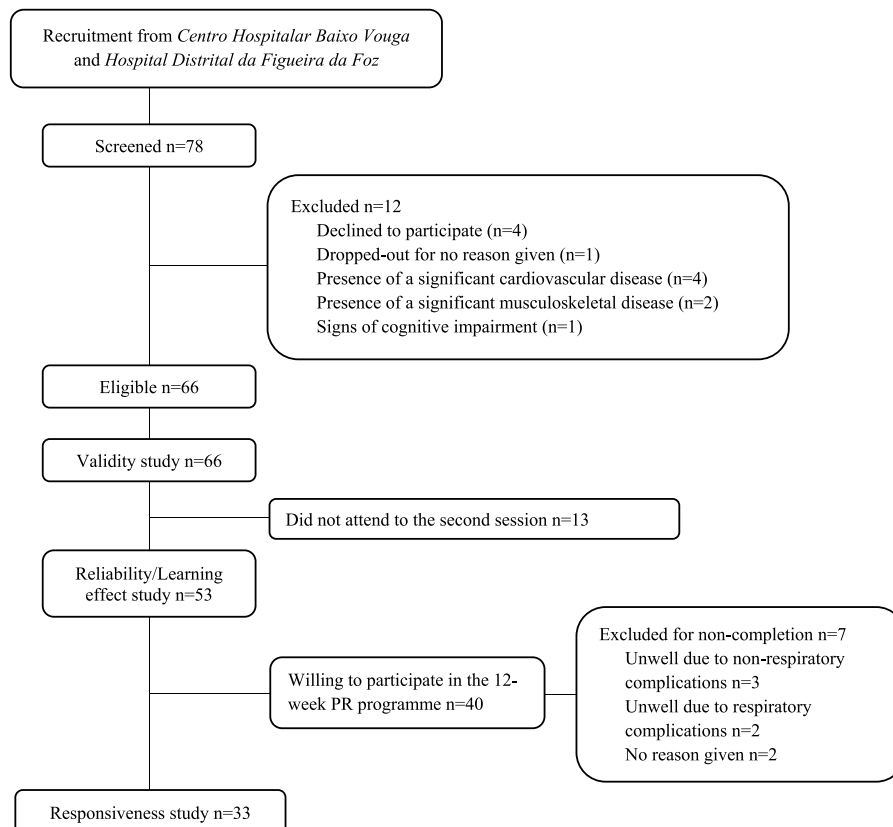 Recruitment from Centro Hospitalar Baixo Vouga
and Hospital Distrital da Figueira da Foz
Screened n=78
Excluded n=12
Declined to participate (n=4)
Dropped-out for no reason given (n=1)
Presence of a significant cardiovascular disease (n=4)
Presence of a significant musculoskeletal disease (n=2)
Signs of cognitive impairment (n=1)
Eligible n=66
Validity study n=66
Did not attend to the second session n=13
Reliability/Learning
effect study n=53
Willing to participate in the 12-
week PR programme n=40
Excluded for non-completion n=7
Unwell due to non-respiratory
complications n=3
Unwell due to respiratory
complications n=2
No reason given n=2
Responsiveness study n=33